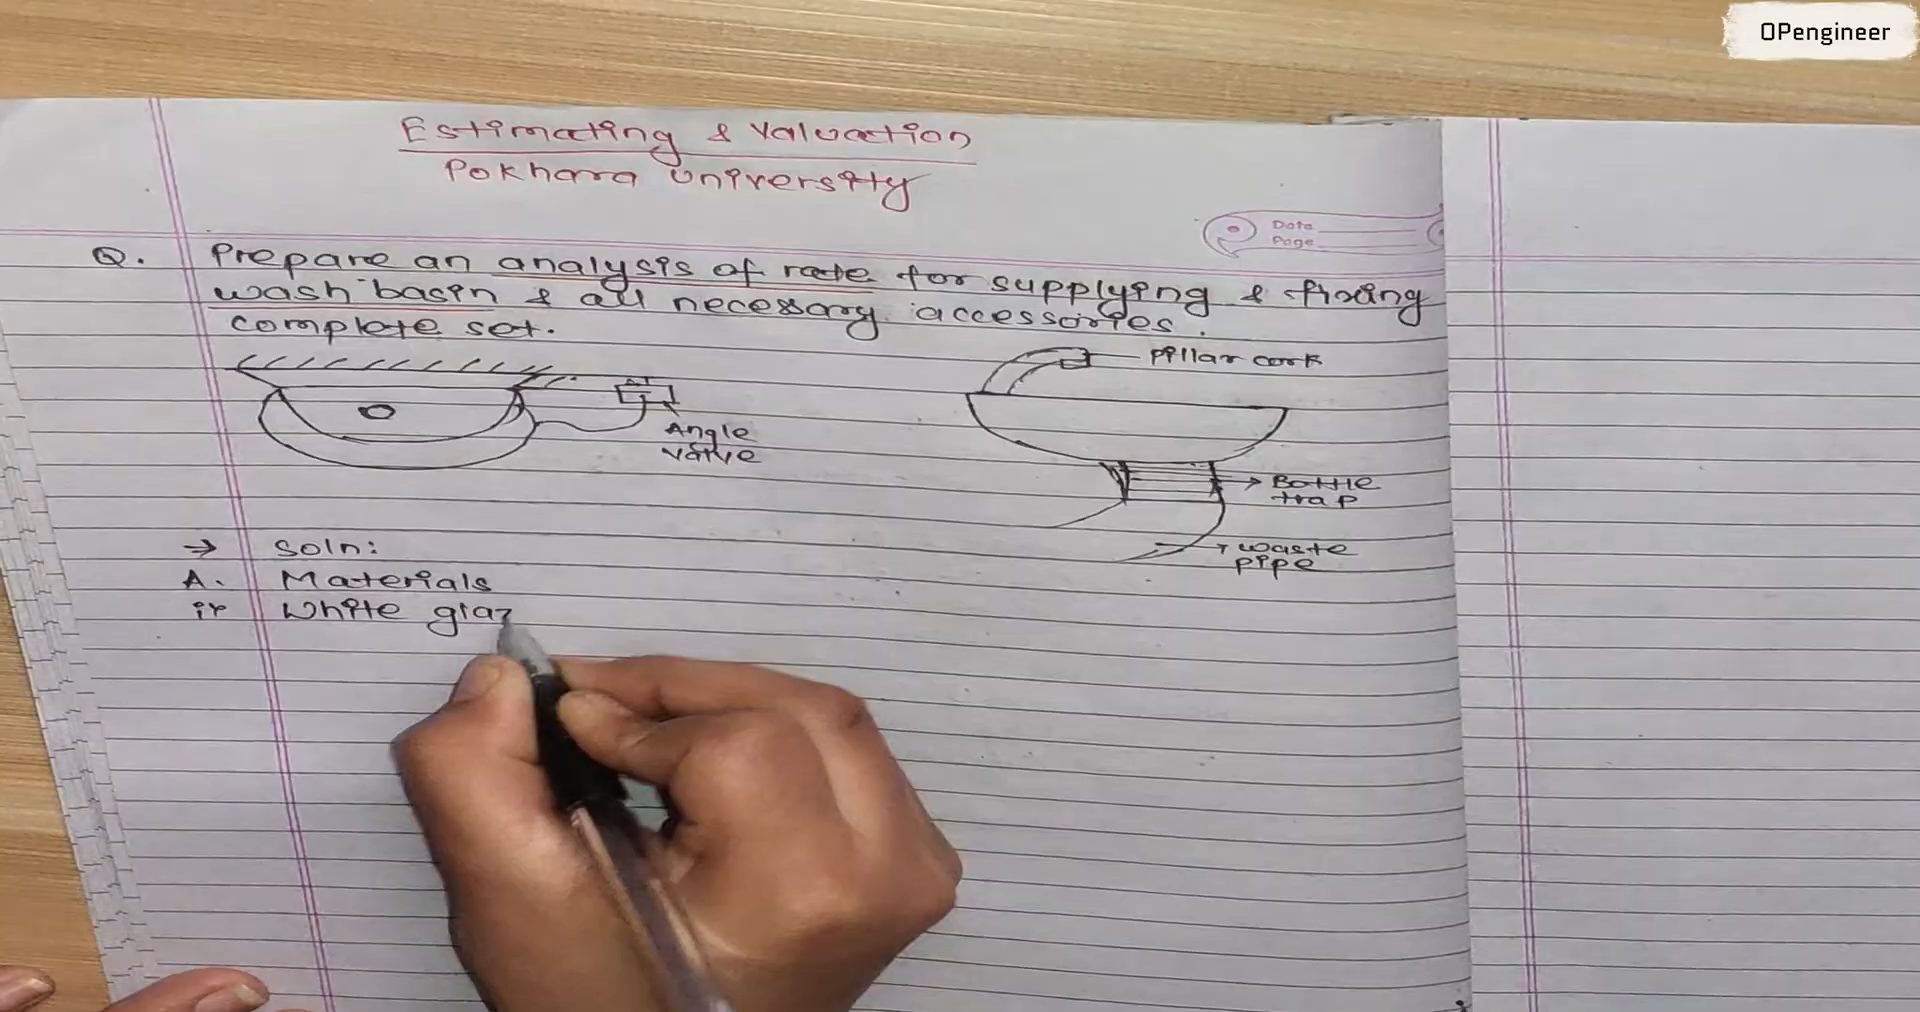 OPengineer
Estimating & Valuation
Pokhara University
Date
Page
Q. Prepare an analysis of rate for supplying & fixing
wash basin & all necessary accessories
complete set.
Pillar cork
Angle
valve
Bottle
trap
waste
pipe
⇒ Soln:
A. Materials
White glaz